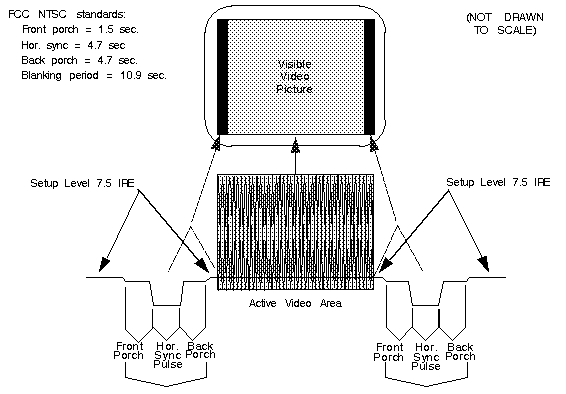 FCC NTSC standards:
Front porch = 1.5 sec.
Hor. sync = 4.7 sec
Back porch = 4.7 sec.
Blanking period = 10.9 sec.
(NOT DRAWN
TO SCALE)
Visible
Video
Picture
Setup Level 7.5 IRE
Setup Level 7.5 IRE
Active Video Area
Front
Porch
Hor.
Sync
Pulse
Back
Porch
Front
Porch
Hor.
Sync
Pulse
Back
Porch